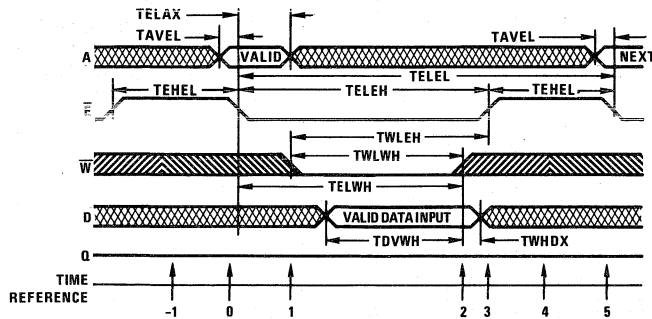 TELAX
TAVEL TAVEL
A VALID NEXT
TELEL
TEHEL TELEH TEHEL
E
TWLEH
TWLWH
W
TELWH
D VALID DATA INPUT
TDVWH TWHDX
Q
TIME
REFERENCE
-1 0 1 2 3 4 5